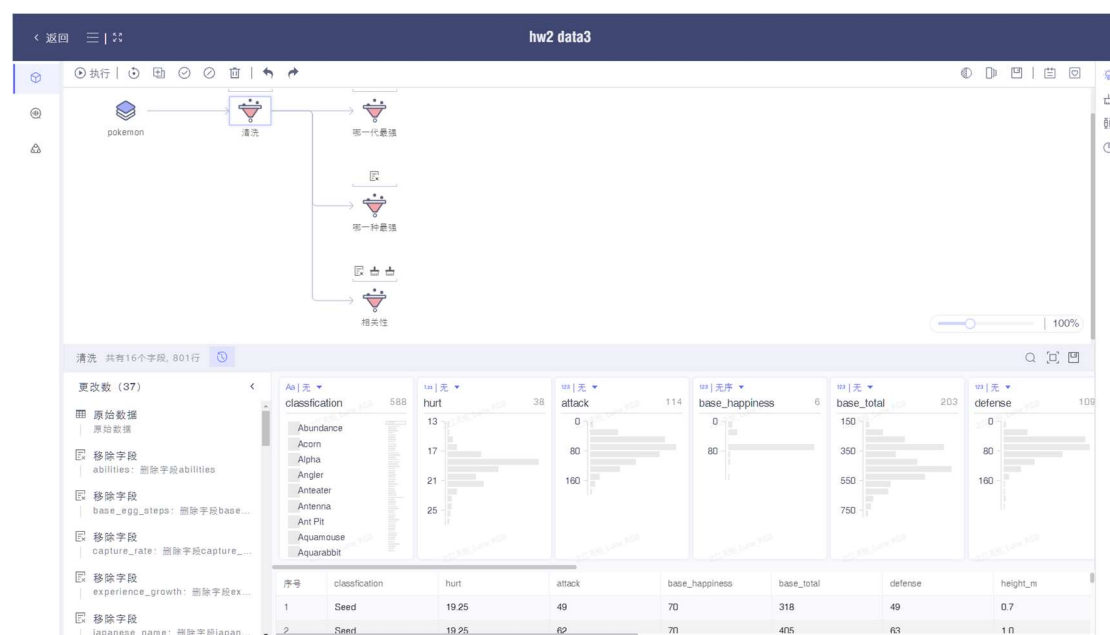 返回
hw2 data3
执行
pokemon
清洗
哪一代最强
哪一种最强
相关性
100%
清洗 共有16个字段, 801行
更改数 (37)
原始数据
原始数据
移除字段
abilities: 删除字段abilities
移除字段
base_egg_steps: 删除字段base...
移除字段
capture_rate: 删除字段capture_...
移除字段
experience_growth: 删除字段ex...
移除字段
japanese_name: 删除字段japan...
Aa | 无
classfication 588
Abundance
Acorn
Alpha
Angler
Anteater
Antenna
Ant Pit
Aquamouse
Aquarabbit
无
hurt 38
13
17
21
25
123 | 无
attack 114
0
80
160
123 | 无序
base_happiness 6
0
80
123 | 无
base_total 203
150
350
550
750
123 | 无
defense 109
0
80
160
序号 classfication hurt attack base_happiness base_total defense height_m
1 Seed 19.25 49 70 318 49 0.7
2 Seed 19.25 62 70 405 63 1.0